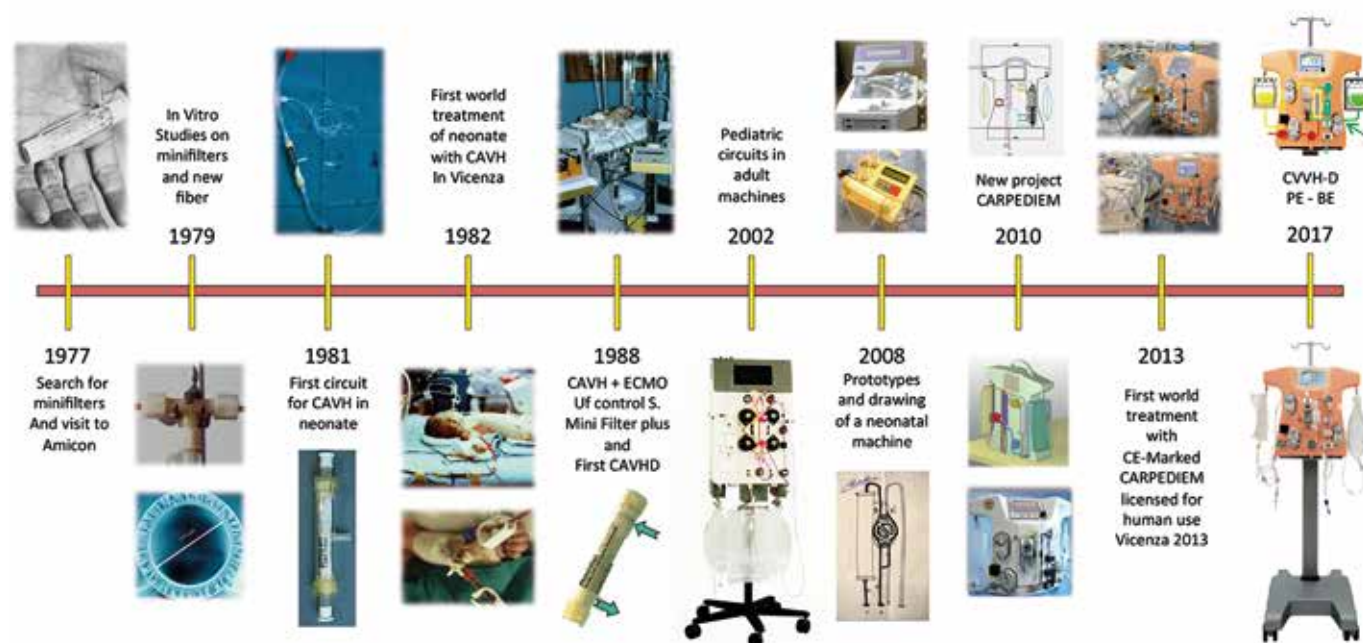 In Vitro
Studies on
minifilters
and new
fiber
1979
First world
treatment
of neonate
with CAVH
In Vicenza
1982
Pediatric
circuits in
adult
machines
2002
New project
CARPEDIEM
2010
CVVH-D
PE - BE
2017
1977
Search for
minifilters
And visit to
Amicon
1981
First circuit
for CAVH in
neonate
1988
CAVH + ECMO
Uf control S.
Mini Filter plus
and
First CAVHD
2008
Prototypes
and drawing
of a neonatal
machine
2013
First world
treatment
with
CE-Marked
CARPEDIEM
licensed for
human use
Vicenza 2013